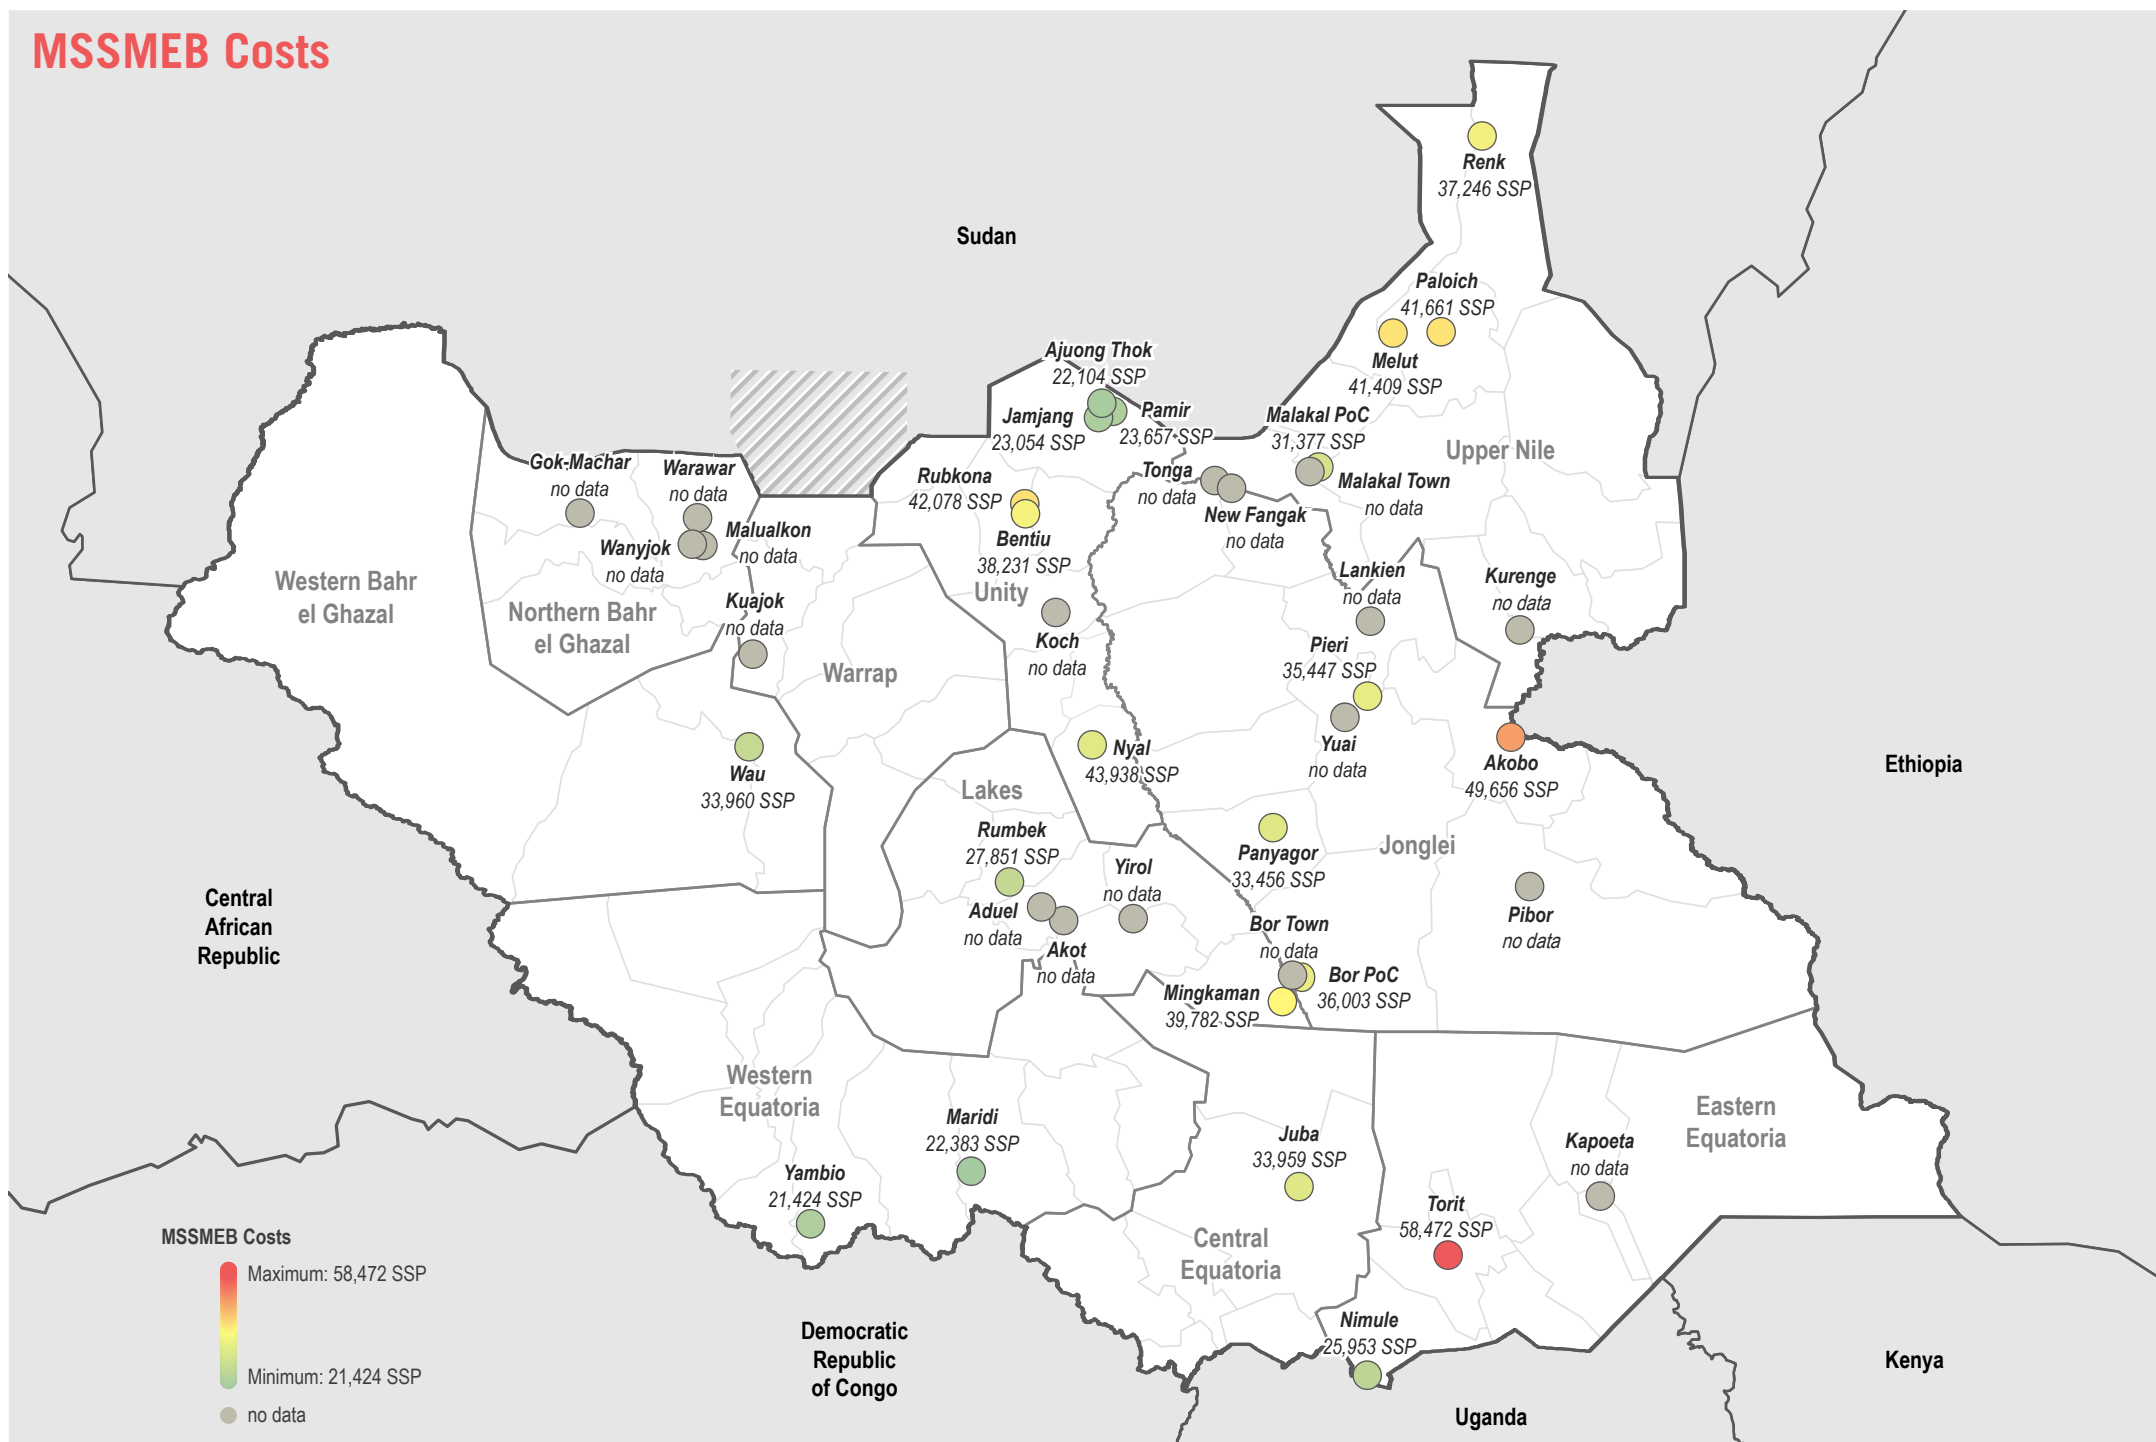 MSSMEB Costs
Renk
37,246 SSP
Sudan
Paloich
41,661 SSP
Melut
41,409 SSP
Ajuong Thok
22,104 SSP
Jamjang
23,054 SSP
Pamir
23,657 SSP
Malakal PoC
31,377 SSP
Malakal Town
no data
Upper Nile
Gok-Machar
no data
Warawar
no data
Rubkona
42,078 SSP
Tonga
no data
New Fangak
no data
Wanyjok
no data
Malualkon
no data
Bentiu
38,231 SSP
Unity
Lankien
no data
Kurenge
no data
Western Bahr
el Ghazal
Northern Bahr
el Ghazal
Kuajok
no data
Koch
no data
Warrap
Pieri
35,447 SSP
Yuai
no data
Akobo
49,656 SSP
Nyal
43,938 SSP
Wau
33,960 SSP
Lakes
Ethiopia
Rumbek
27,851 SSP
Panyagor
33,456 SSP
Jonglei
Yirol
no data
Aduel
no data
Akot
no data
Pibor
no data
Bor Town
no data
Bor PoC
36,003 SSP
Mingkaman
39,782 SSP
Central
African
Republic
Western
Equatoria
Maridi
22,383 SSP
Yambio
21,424 SSP
Juba
33,959 SSP
Eastern
Equatoria
Kapoeta
no data
Torit
58,472 SSP
Central
Equatoria
Nimule
25,953 SSP
MSSMEB Costs
Maximum: 58,472 SSP
Minimum: 21,424 SSP
no data
Democratic
Republic
of Congo
Kenya
Uganda